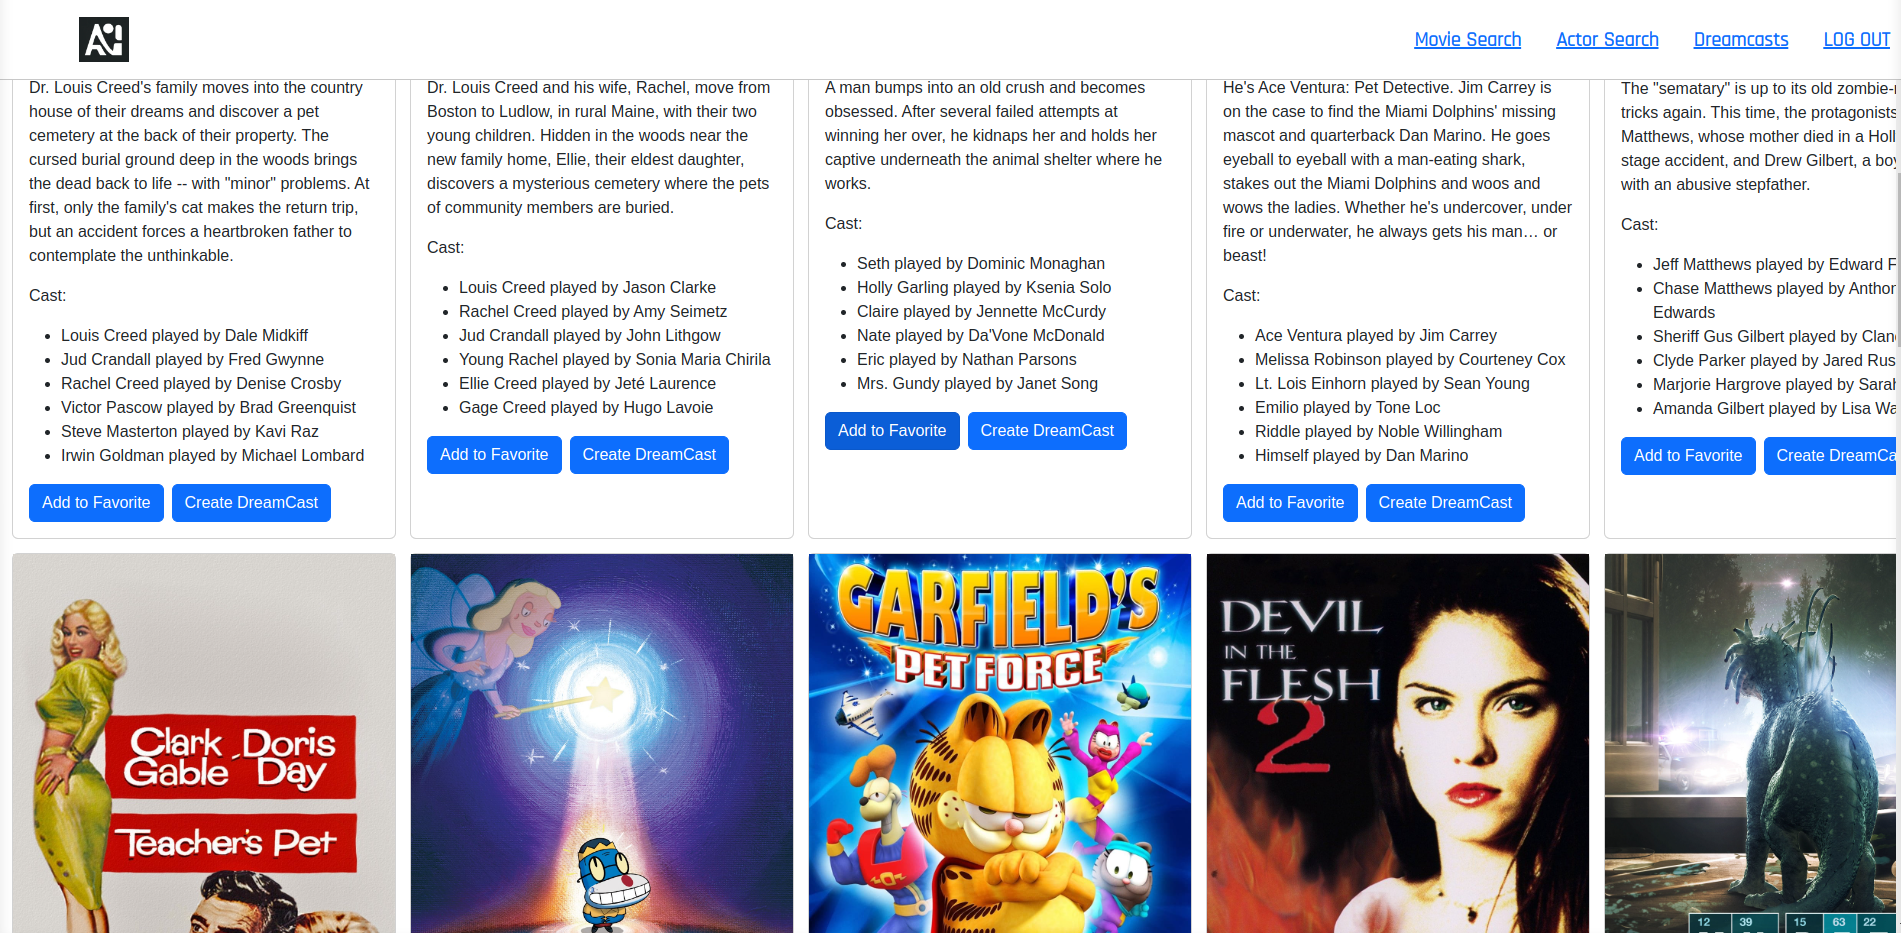 Movie Search
Actor Search
Dreamcasts
LOG OUT
Dr. Louis Creed's family moves into the country
house of their dreams and discover a pet
cemetery at the back of their property. The
cursed burial ground deep in the woods brings
the dead back to life -- with "minor" problems. At
first, only the family's cat makes the return trip,
but an accident forces a heartbroken father to
contemplate the unthinkable.
Cast:
Louis Creed played by Dale Midkiff
Jud Crandall played by Fred Gwynne
Rachel Creed played by Denise Crosby
Victor Pascow played by Brad Greenquist
Steve Masterton played by Kavi Raz
Irwin Goldman played by Michael Lombard
Add to Favorite
Create DreamCast
Dr. Louis Creed and his wife, Rachel, move from
Boston to Ludlow, in rural Maine, with their two
young children. Hidden in the woods near the
new family home, Ellie, their eldest daughter,
discovers a mysterious cemetery where the pets
of community members are buried.
Cast:
Louis Creed played by Jason Clarke
Rachel Creed played by Amy Seimetz
Jud Crandall played by John Lithgow
Young Rachel played by Sonia Maria Chirila
Ellie Creed played by Jeté Laurence
Gage Creed played by Hugo Lavoie
Add to Favorite
Create DreamCast
A man bumps into an old crush and becomes
obsessed. After several failed attempts at
winning her over, he kidnaps her and holds her
captive underneath the animal shelter where he
works.
Cast:
Seth played by Dominic Monaghan
Holly Garling played by Ksenia Solo
Claire played by Jennette McCurdy
Nate played by Da'Vone McDonald
Eric played by Nathan Parsons
Mrs. Gundy played by Janet Song
Add to Favorite
Create DreamCast
He's Ace Ventura: Pet Detective. Jim Carrey is
on the case to find the Miami Dolphins' missing
mascot and quarterback Dan Marino. He goes
eyeball to eyeball with a man-eating shark,
stakes out the Miami Dolphins and woos and
wows the ladies. Whether he's undercover, under
fire or underwater, he always gets his man… or
beast!
Cast:
Ace Ventura played by Jim Carrey
Melissa Robinson played by Courteney Cox
Lt. Lois Einhorn played by Sean Young
Emilio played by Tone Loc
Riddle played by Noble Willingham
Himself played by Dan Marino
Add to Favorite
Create DreamCast
The "sematary" is up to its old zombie-
tricks again. This time, the protagonists
Matthews, whose mother died in a Holl
stage accident, and Drew Gilbert, a boy
with an abusive stepfather.
Cast:
Jeff Matthews played by Edward F
Chase Matthews played by Anthor
Edwards
Sheriff Gus Gilbert played by Clan
Clyde Parker played by Jared Rus
Marjorie Hargrove played by Sarah
Amanda Gilbert played by Lisa Wa
Add to Favorite
Create DreamCa
Clark Gable - Doris Day
Teacher's Pet
GARFIELD'S
PET FORCE
DEVIL
IN THE
FLESH
2
12 39 15 63 22